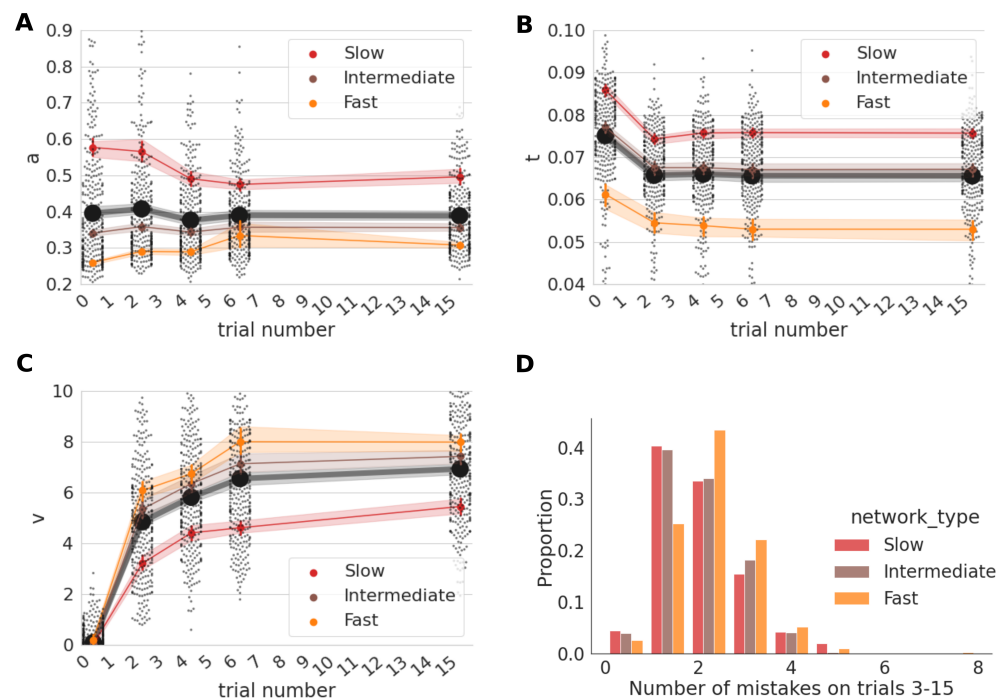 A
0.9
0.8
0.7
0.6
0.5
0.4
0.3
0.2
a
Slow
Intermediate
Fast
0 1 2 3 4 5 6 7 8 9 10 11 12 13 14 15
trial number
B
0.10
0.09
0.08
0.07
0.06
0.05
0.04
t
Slow
Intermediate
Fast
0 1 2 3 4 5 6 7 8 9 10 11 12 13 14 15
trial number
C
10
8
6
4
2
0
v
Slow
Intermediate
Fast
0 1 2 3 4 5 6 7 8 9 10 11 12 13 14 15
trial number
D
0.4
0.3
0.2
0.1
0.0
Proportion
network_type
Slow
Intermediate
Fast
0 2 4 6 8
Number of mistakes on trials 3-15